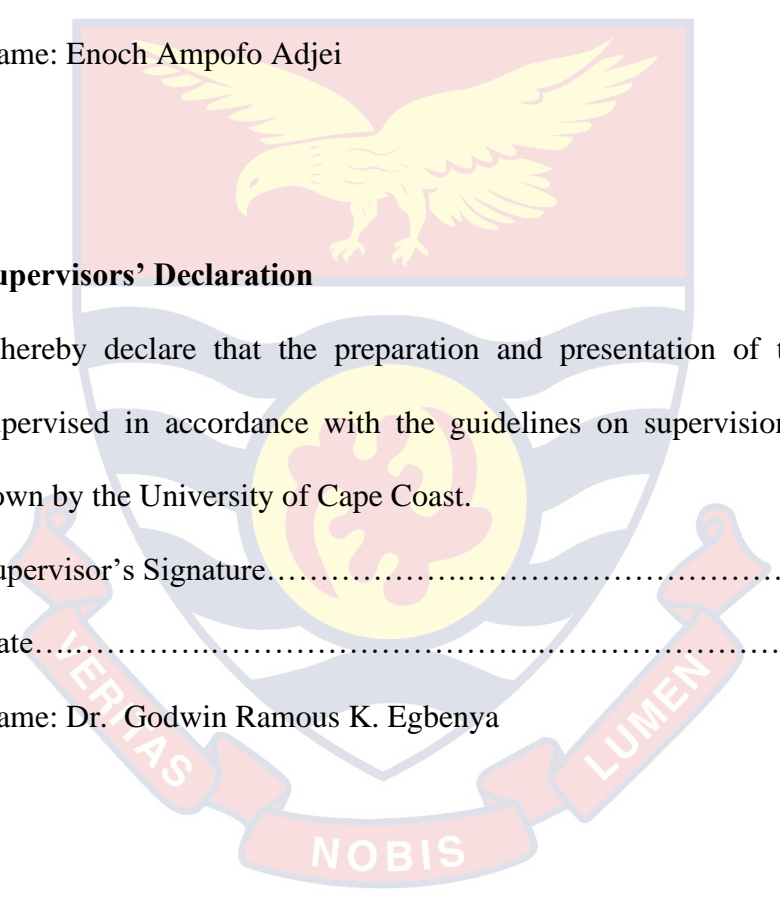 ame: Enoch Ampofo Adjei
upervisors’ Declaration
hereby declare that the preparation and presentation of t
upervised in accordance with the guidelines on supervision
own by the University of Cape Coast.
upervisor’s Signature……………….………..…………………
ate….…………….…………………………..……………………
ame: Dr. Godwin Ramous K. Egbenya
VERITAS
NOBIS
LUMEN